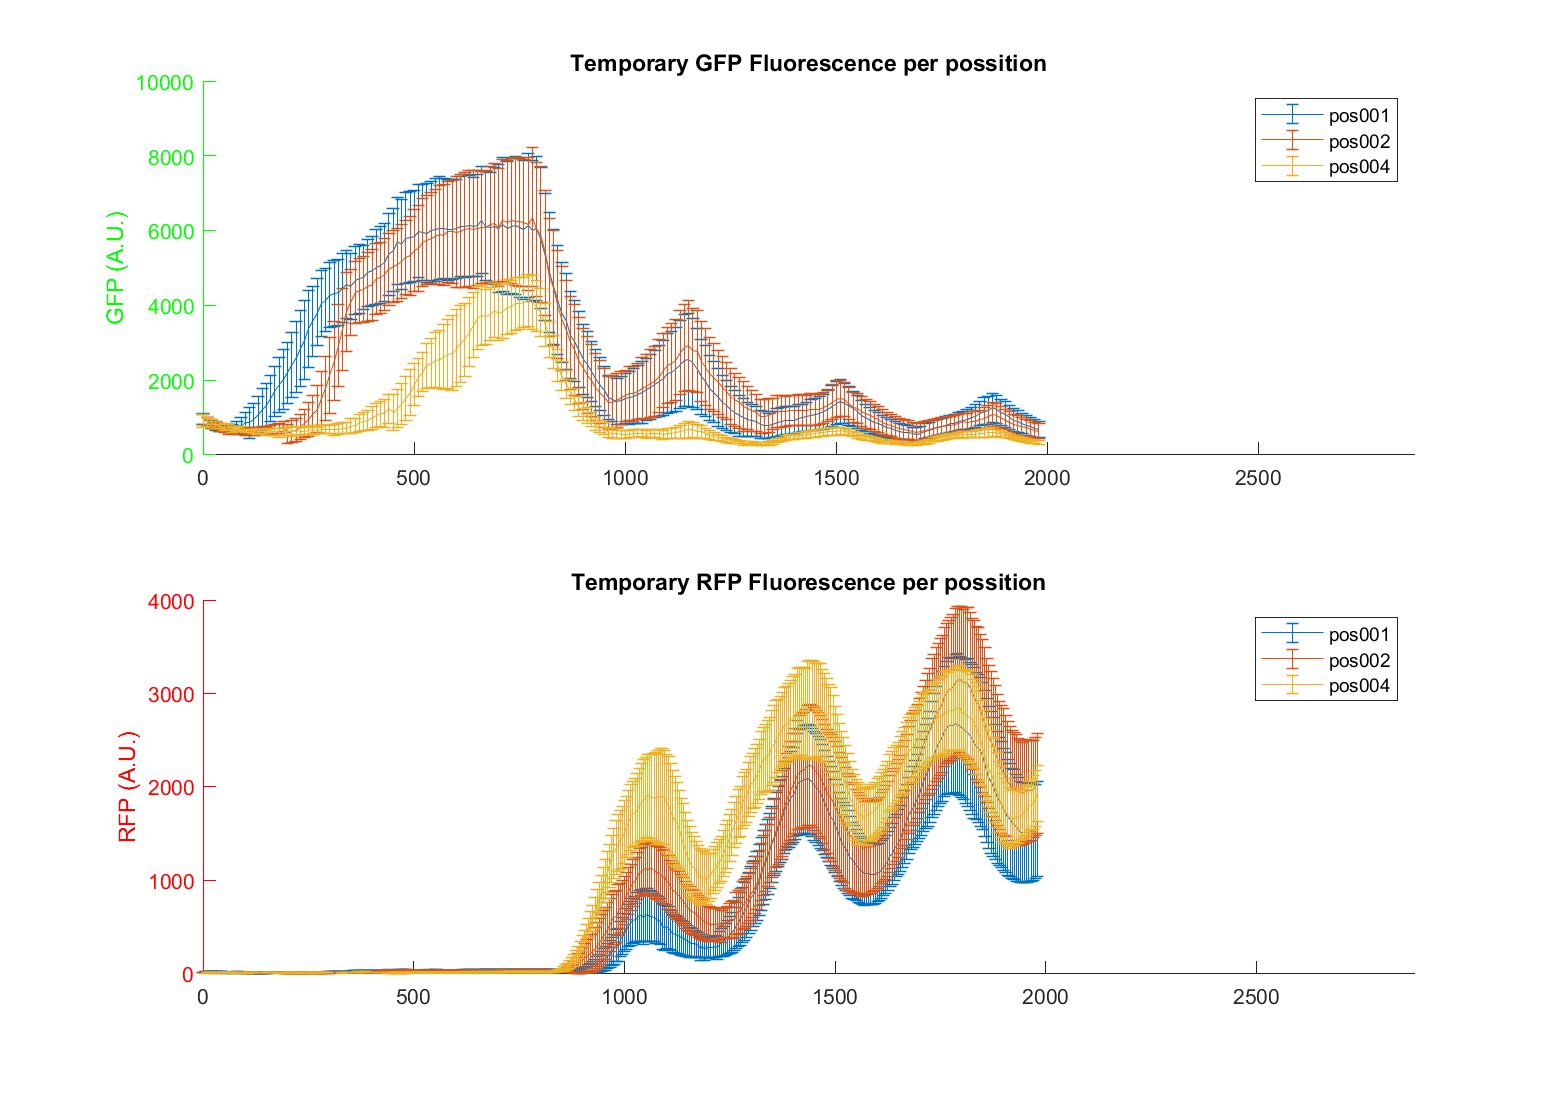 Temporary GFP Fluorescence per possition
10000
8000
6000
4000
2000
0
GFP (A.U.)
0 500 1000 1500 2000 2500
pos001
pos002
pos004
Temporary RFP Fluorescence per possition
4000
3000
2000
1000
0
RFP (A.U.)
0 500 1000 1500 2000 2500
pos001
pos002
pos004